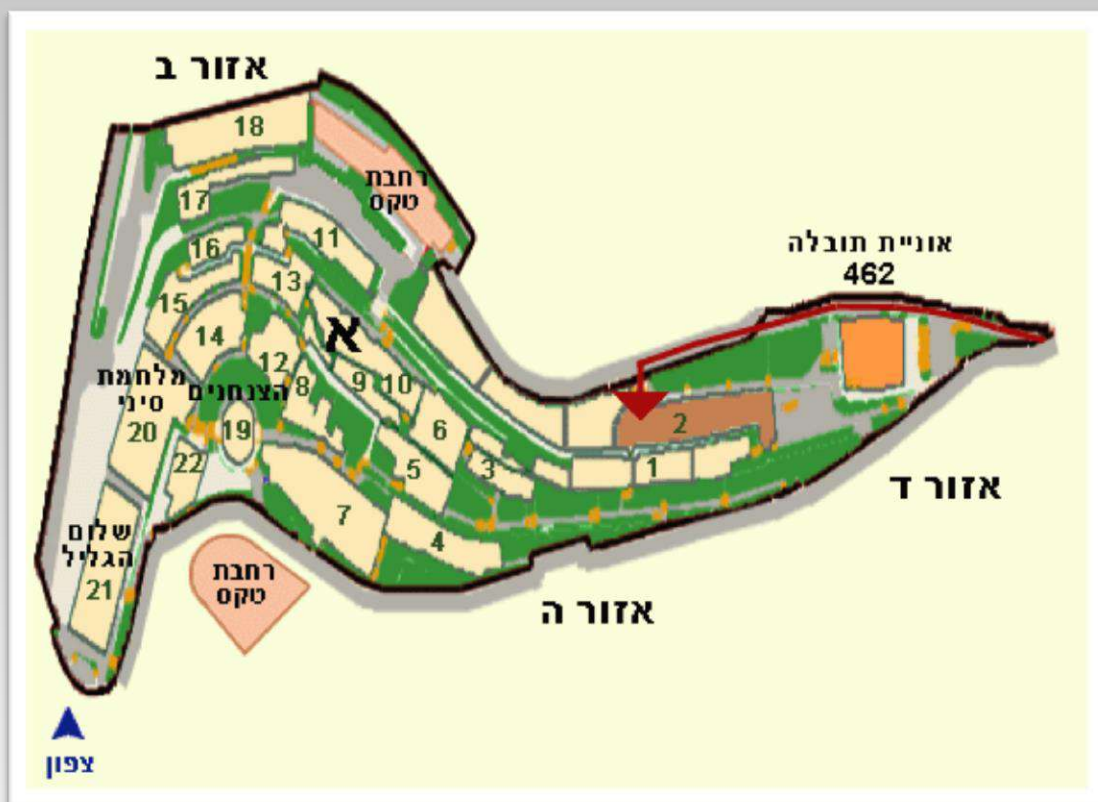 אזור ב
18
רחבת
טקס
17
11
אוניית תובלה
462
16
13
15
א
14
12
מלחמת
סיני
הצנחנים
8
9
10
20
19
6
2
22
5
3
1
אזור ד
7
4
שלום
הגליל
21
רחבת
טקס
אזור ה
צפון